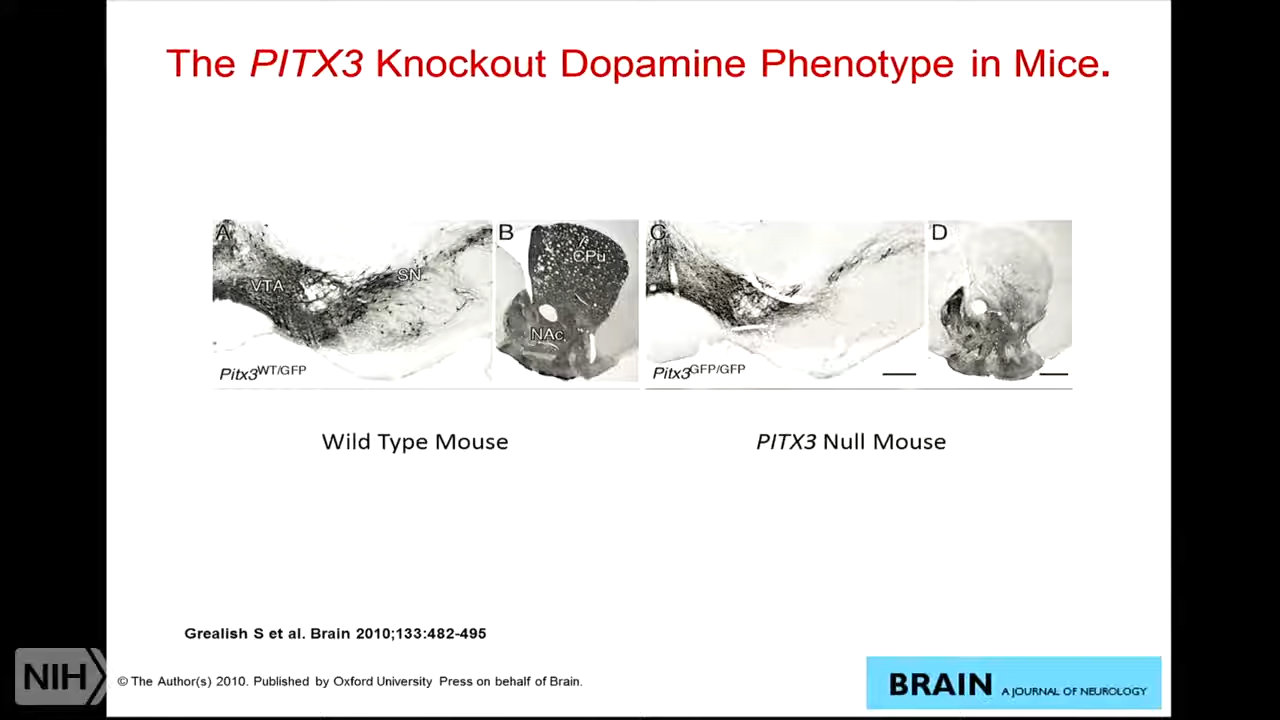 The PITX3 Knockout Dopamine Phenotype in Mice.
A
VTA
SN
Pitx3WT/GFP
B
CPu
NAc
C
Pitx3GFP/GFP
D
Wild Type Mouse
PITX3 Null Mouse
Grealish S et al. Brain 2010;133:482-495
NIH
© The Author(s) 2010. Published by Oxford University Press on behalf of Brain.
BRAIN A JOURNAL OF NEUROLOGY